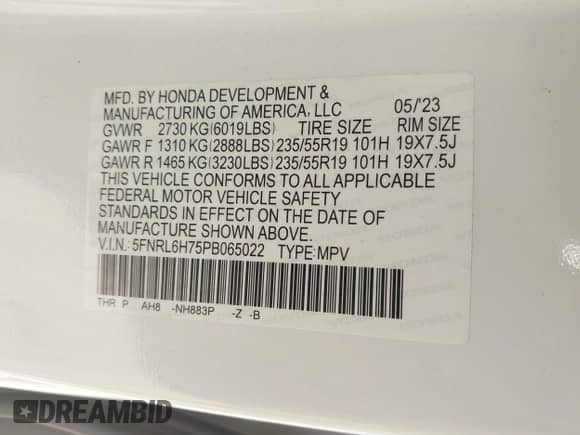 MFD. BY HONDA DEVELOPMENT &
MANUFACTURING OF AMERICA, LLC 05/'23
GVWR 2730 KG(6019LBS) TIRE SIZE RIM SIZE
GAWR F 1310 KG(2888LBS) 235/55R19 101H 19X7.5J
GAWR R 1465 KG(3230LBS) 235/55R19 101H 19X7.5J
THIS VEHICLE CONFORMS TO ALL APPLICABLE
FEDERAL MOTOR VEHICLE SAFETY
STANDARDS IN EFFECT ON THE DATE OF
MANUFACTURE SHOWN ABOVE.
V.I.N.: 5FNRL6H75PB065022 TYPE:MPV
THR P AH8 -NH883P -Z -B
DREAMBID